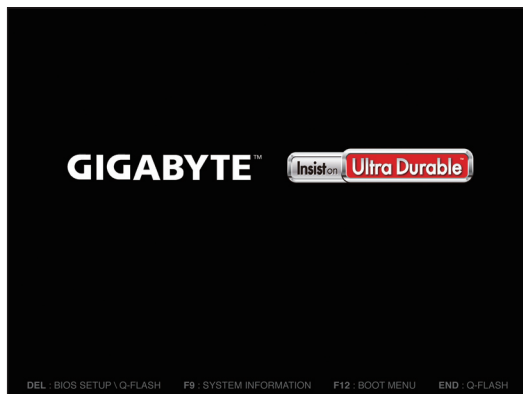 GIGABYTE™ Insist on Ultra Durable™
DEL : BIOS SETUP \ Q-FLASH F9 : SYSTEM INFORMATION F12 : BOOT MENU END : Q-FLASH